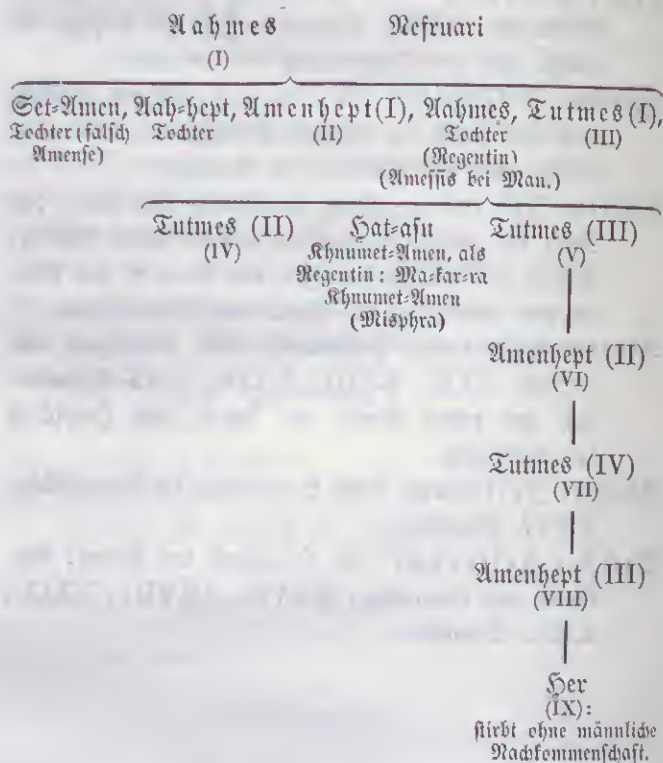 Aahmes Nefruari
(I)
Set-Amen, Aah-hept, Amenhept (I), Aahmes, Tutmes (I),
Tochter (falsch Tochter (II) Tochter (III)
Amense) (Regentin)
(Amessis bei Man.)
Tutmes (II) Hat-asu Tutmes (III)
(IV) Khnumet-Amen, als (V)
Regentin: Ma-kar-ra
Khnumet-Amen
(Misphra)
Amenhept (II)
(VI)
Tutmes (IV)
(VII)
Amenhept (III)
(VIII)
Her
(IX):
stirbt ohne männliche
Nachkommenschaft.